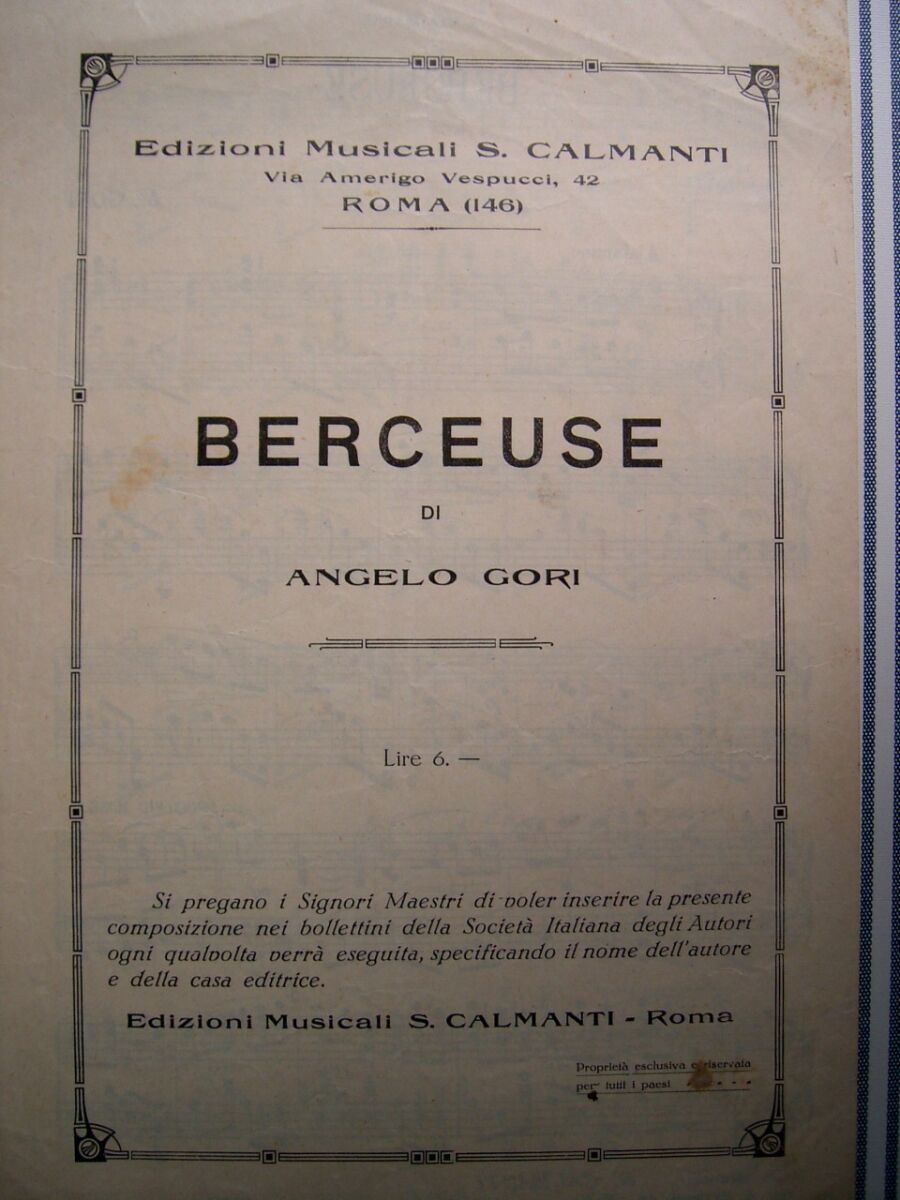 Edizioni Musicali S. CALMANTI
Via Amerigo Vespucci, 42
ROMA (146)
BERCEUSE
DI
ANGELO GORI
Lire 6. —
Si pregano i Signori Maestri di voler inserire la presente
composizione nei bollettini della Società Italiana degli Autori
ogni qualvolta verrà eseguita, specificando il nome dell'autore
e della casa editrice.
Edizioni Musicali S. CALMANTI - Roma
Proprietà esclusiva e riservata
per tutti i paesi